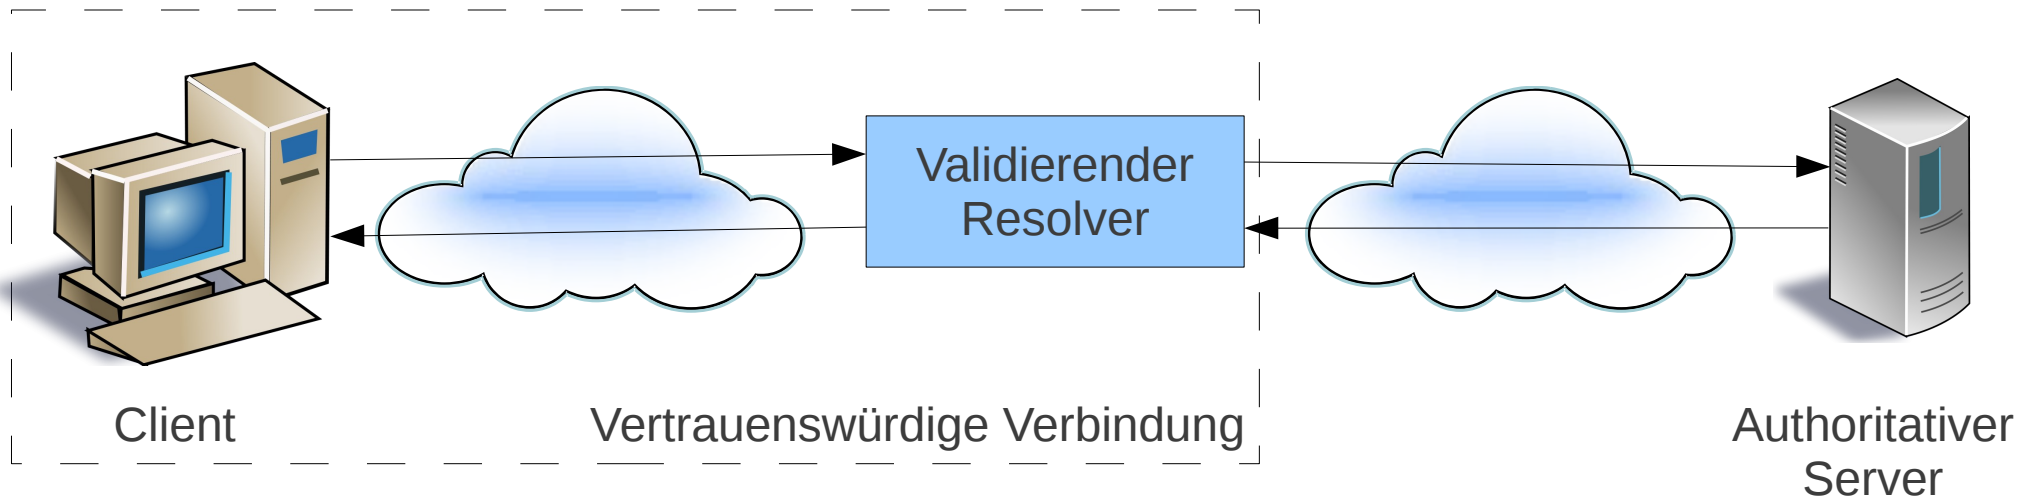 Validierender
Resolver
Client
Vertrauenswürdige Verbindung
Authoritativer
Server